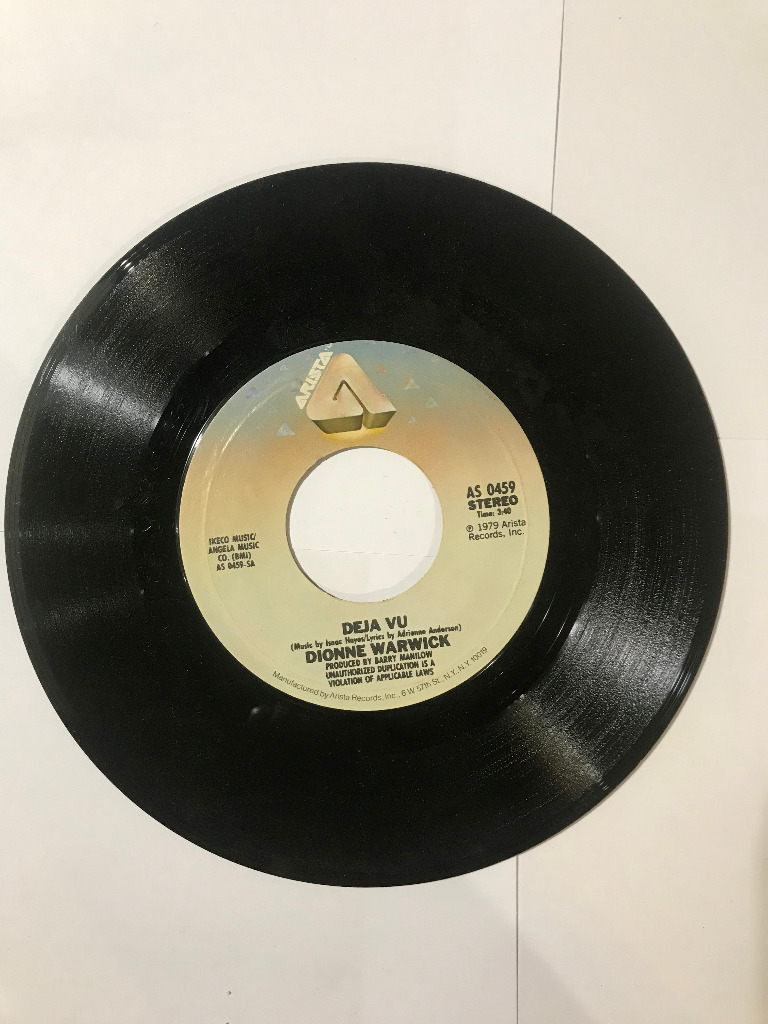 ARISTA
AS 0459
STEREO
Time: 3:40
℗ 1979 Arista
Records, Inc.
IKECO MUSIC/
ANGELA MUSIC
CO. (BMI)
AS 0459-SA
DEJA VU
(Music by Isaac Hayes/Lyrics by Adrienne Anderson)
DIONNE WARWICK
PRODUCED BY BARRY MANILOW
UNAUTHORIZED DUPLICATION IS A
VIOLATION OF APPLICABLE LAWS
Manufactured by Arista Records, Inc., 6 W 57th St., N.Y., N.Y. 10019